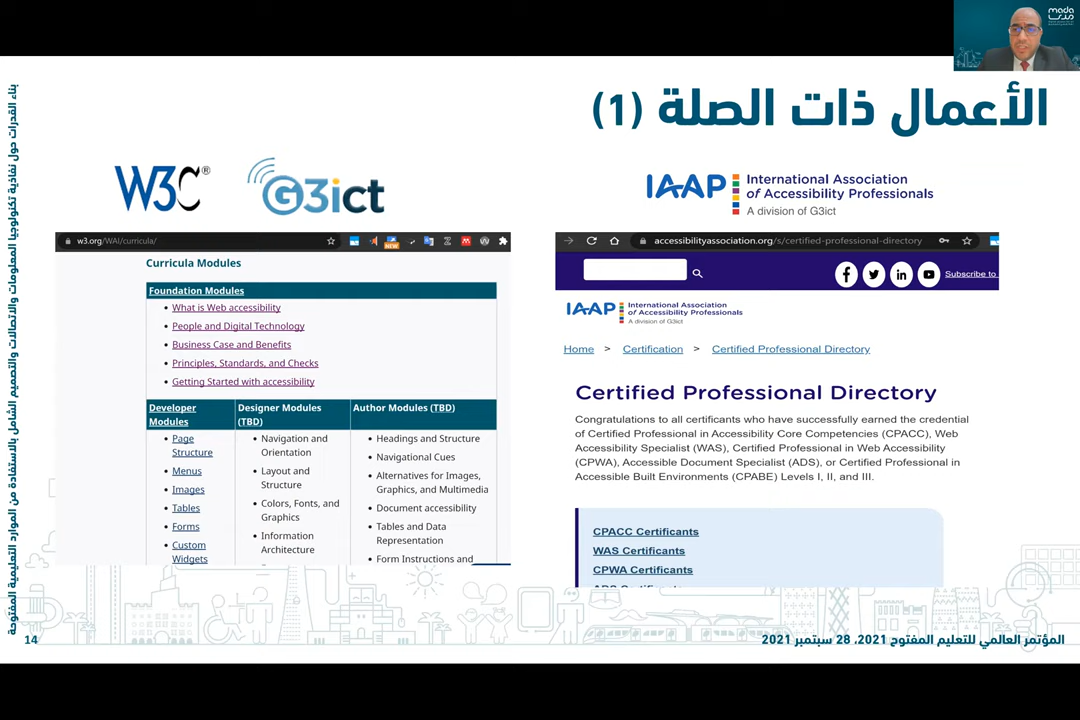 mada
مدى
الأعمال ذات الصلة (1)
بناء القدرات حول نفاذية تكنولوجيا المعلومات والاتصالات والتصميم الشامل بالاستفادة من الموارد التعليمية المفتوحة
W3C®
G3ict
IAAP International Association
of Accessibility Professionals
A division of G3ict
w3.org/WAI/curricula/
NEW
Curricula Modules
Foundation Modules
• What is Web accessibility
• People and Digital Technology
• Business Case and Benefits
• Principles, Standards, and Checks
• Getting Started with accessibility
Developer
Modules
• Page
Structure
• Menus
• Images
• Tables
• Forms
• Custom
Widgets
Designer Modules
(TBD)
• Navigation and
Orientation
• Layout and
Structure
• Colors, Fonts, and
Graphics
• Information
Architecture
Author Modules (TBD)
• Headings and Structure
• Navigational Cues
• Alternatives for Images,
Graphics, and Multimedia
• Document accessibility
• Tables and Data
Representation
• Form Instructions and
accessibilityassociation.org/s/certified-professional-directory
Subscribe to
IAAP International Association
of Accessibility Professionals
A division of G3ict
Home > Certification > Certified Professional Directory
Certified Professional Directory
Congratulations to all certificants who have successfully earned the credential
of Certified Professional in Accessibility Core Competencies (CPACC), Web
Accessibility Specialist (WAS), Certified Professional in Web Accessibility
(CPWA), Accessible Document Specialist (ADS), or Certified Professional in
Accessible Built Environments (CPABE) Levels I, II, and III.
CPACC Certificants
WAS Certificants
CPWA Certificants
14
المؤتمر العالمي للتعليم المفتوح 2021، 28 سبتمبر 2021